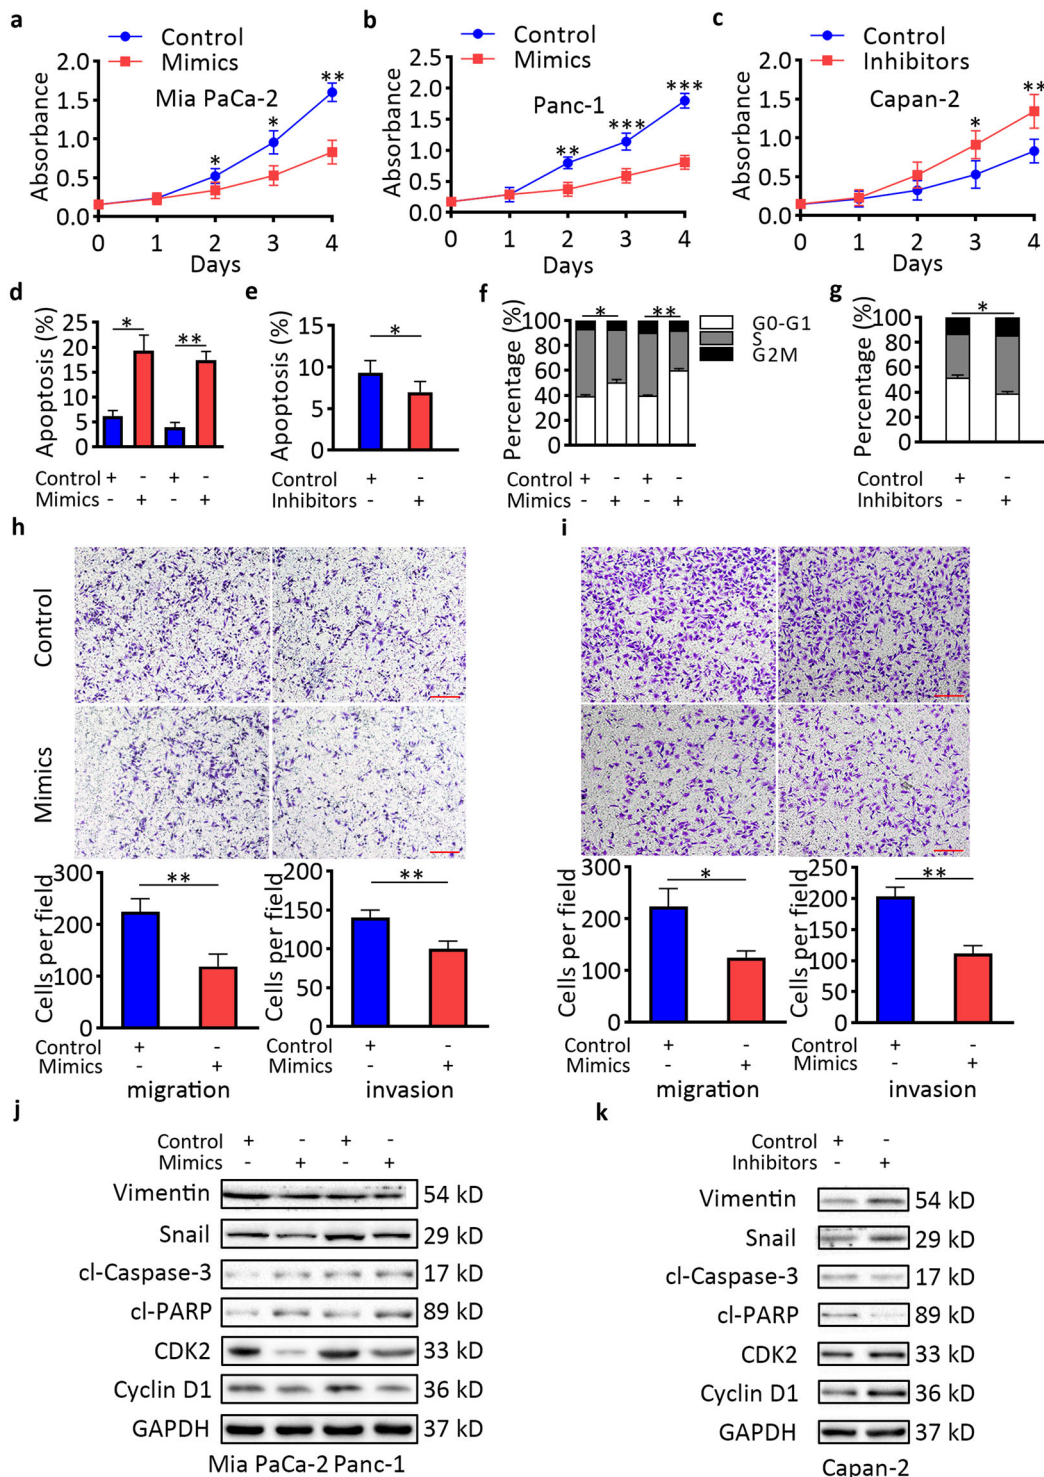 a
Control
Mimics
Mia PaCa-2
Absorbance
2.0
1.5
1.0
0.5
0.0
* * **
0 1 2 3 4
Days
b
Control
Mimics
Panc-1
Absorbance
2.5
2.0
1.5
1.0
0.5
0.0
** *** ***
0 1 2 3 4
Days
c
Control
Inhibitors
Capan-2
Absorbance
2.0
1.5
1.0
0.5
0.0
* **
0 1 2 3 4
Days
d
Apoptosis (%)
25
20
15
10
5
0
* **
Control + - + -
Mimics - + - +
e
Apoptosis (%)
15
10
5
0
*
Control + -
Inhibitors - +
f
Percentage (%)
100
80
60
40
20
0
* **
G0-G1
S
G2M
Control + - + -
Mimics - + - +
g
Percentage (%)
100
80
60
40
20
0
*
Control + -
Inhibitors - +
h
Control
Mimics
Cells per field
300
200
100
0
**
Control + -
Mimics - +
migration
Cells per field
200
150
100
50
0
**
Control + -
Mimics - +
invasion
i
Cells per field
300
200
100
0
*
Control + -
Mimics - +
migration
Cells per field
250
200
150
100
50
0
**
Control + -
Mimics - +
invasion
j
Control + - + -
Mimics - + - +
Vimentin 54 kD
Snail 29 kD
cl-Caspase-3 17 kD
cl-PARP 89 kD
CDK2 33 kD
Cyclin D1 36 kD
GAPDH 37 kD
Mia PaCa-2 Panc-1
k
Control + -
Inhibitors - +
Vimentin 54 kD
Snail 29 kD
cl-Caspase-3 17 kD
cl-PARP 89 kD
CDK2 33 kD
Cyclin D1 36 kD
GAPDH 37 kD
Capan-2